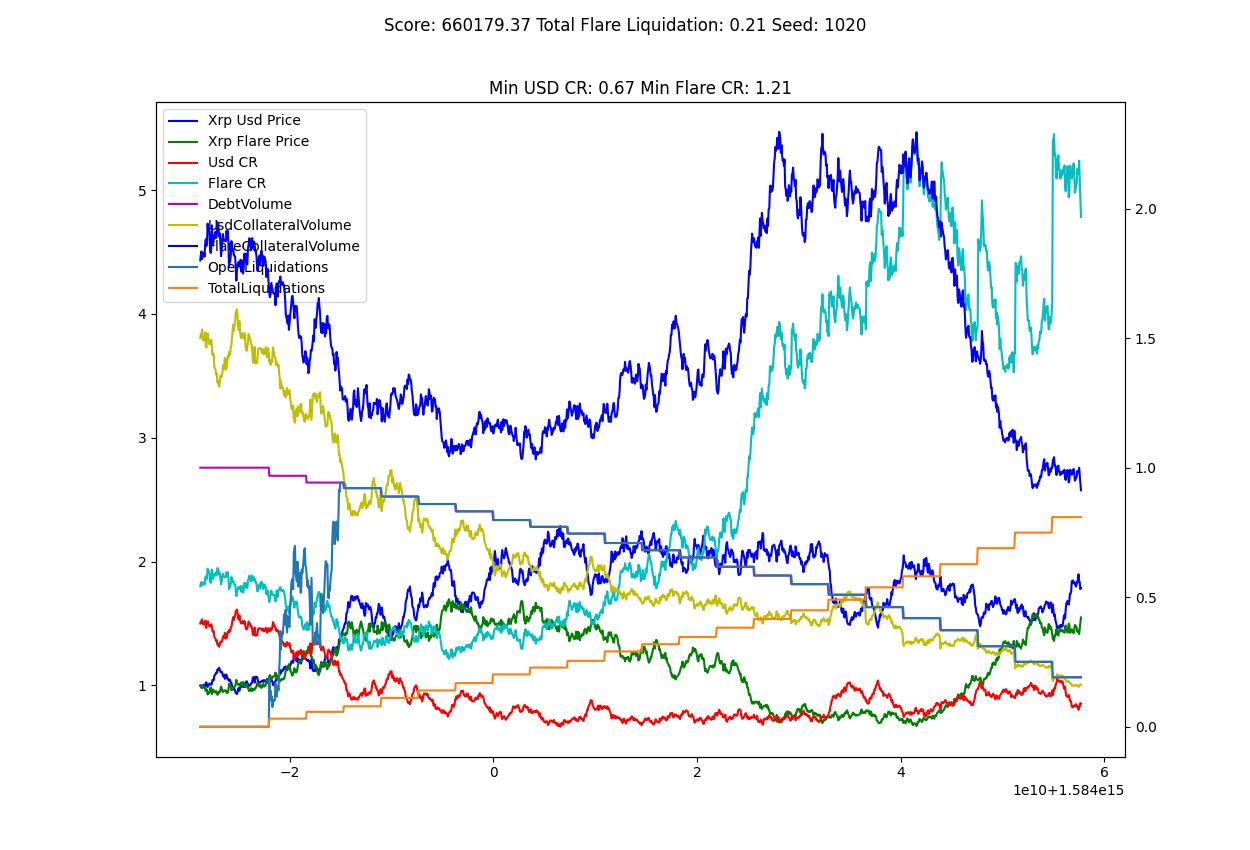 Score: 660179.37 Total Flare Liquidation: 0.21 Seed: 1020
Min USD CR: 0.67 Min Flare CR: 1.21
Xrp Usd Price
Xrp Flare Price
Usd CR
Flare CR
DebtVolume
UsdCollateralVolume
FlareCollateralVolume
OpenLiquidations
TotalLiquidations
5
4
3
2
1
2.0
1.5
1.0
0.5
0.0
−2
0
2
4
6
1e10+1.584e15